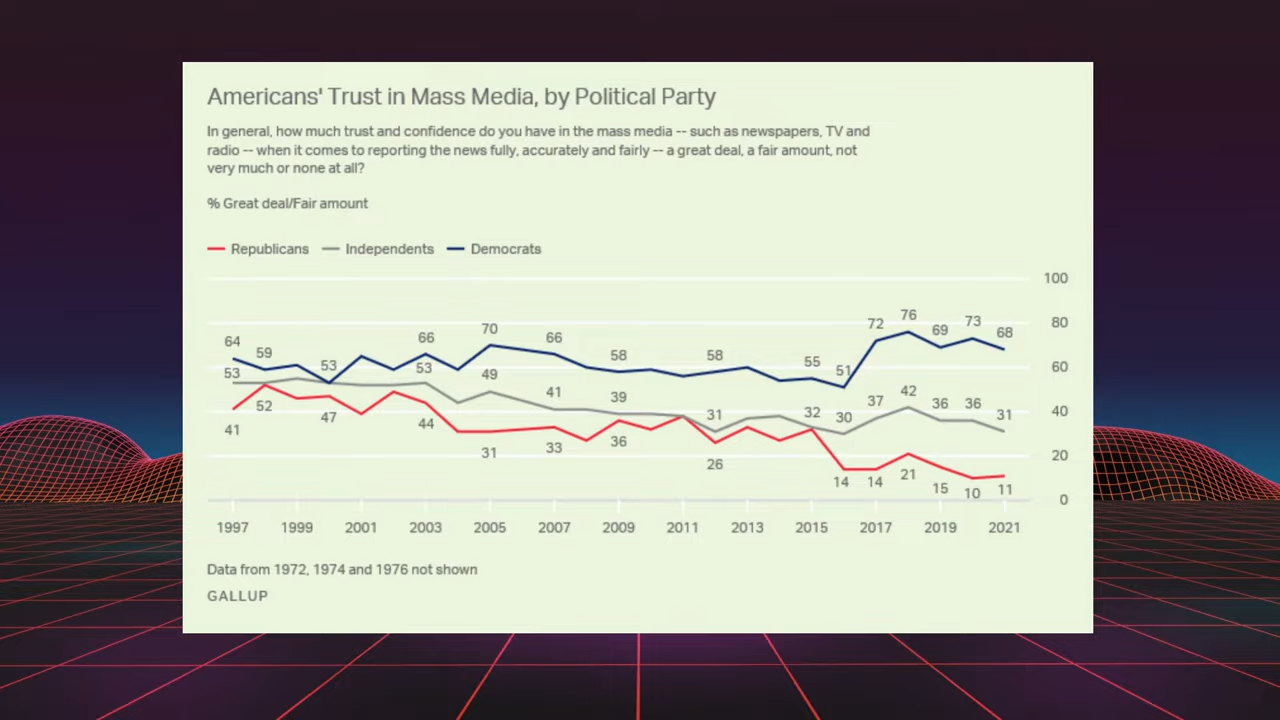 Americans' Trust in Mass Media, by Political Party
In general, how much trust and confidence do you have in the mass media -- such as newspapers, TV and
radio -- when it comes to reporting the news fully, accurately and fairly -- a great deal, a fair amount, not
very much or none at all?
% Great deal/Fair amount
Republicans Independents Democrats
100
80
60
40
20
0
64 59 53 66 70 66 58 58 55 51 72 76 69 73 68
53 53 49 41 39 31 32 30 37 42 36 36 31
41 52 47 44 31 33 36 26 14 14 21 15 10 11
1997 1999 2001 2003 2005 2007 2009 2011 2013 2015 2017 2019 2021
Data from 1972, 1974 and 1976 not shown
GALLUP